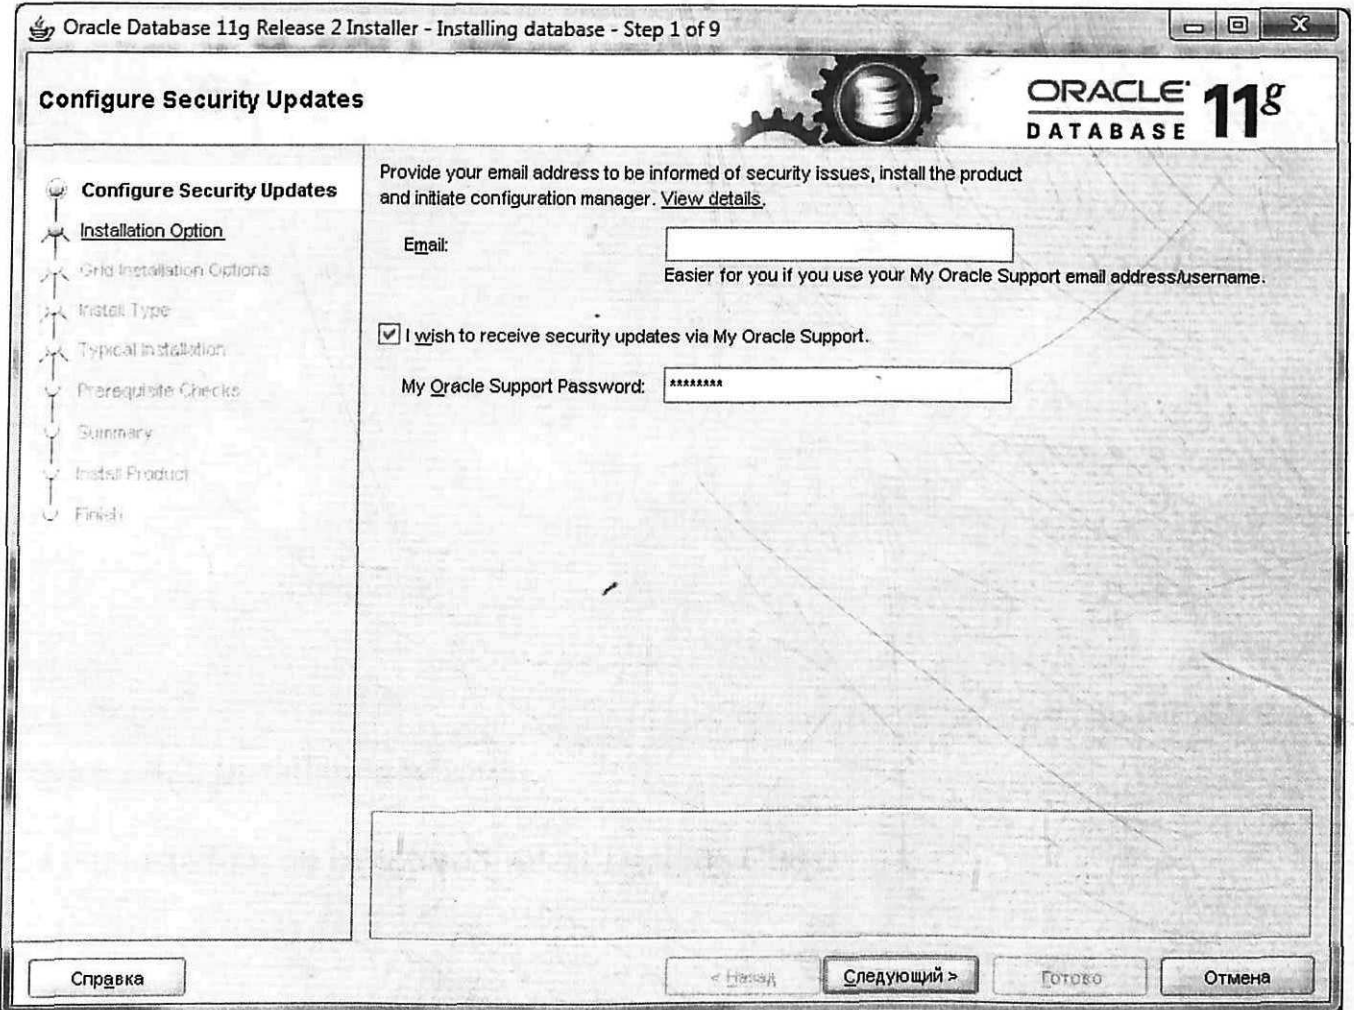 Oracle Database 11g Release 2 Installer - Installing database - Step 1 of 9
Configure Security Updates
ORACLE
DATABASE
11g
Configure Security Updates
Installation Option
Grid Installation Options
Install Type
Typical Installation
Prerequisite Checks
Summary
Install Product
Finish
Provide your email address to be informed of security issues, install the product
and initiate configuration manager. View details.
Email:
Easier for you if you use your My Oracle Support email address/username.
I wish to receive security updates via My Oracle Support.
My Oracle Support Password: ********
Справка
< Назад
Следующий >
Готово
Отмена